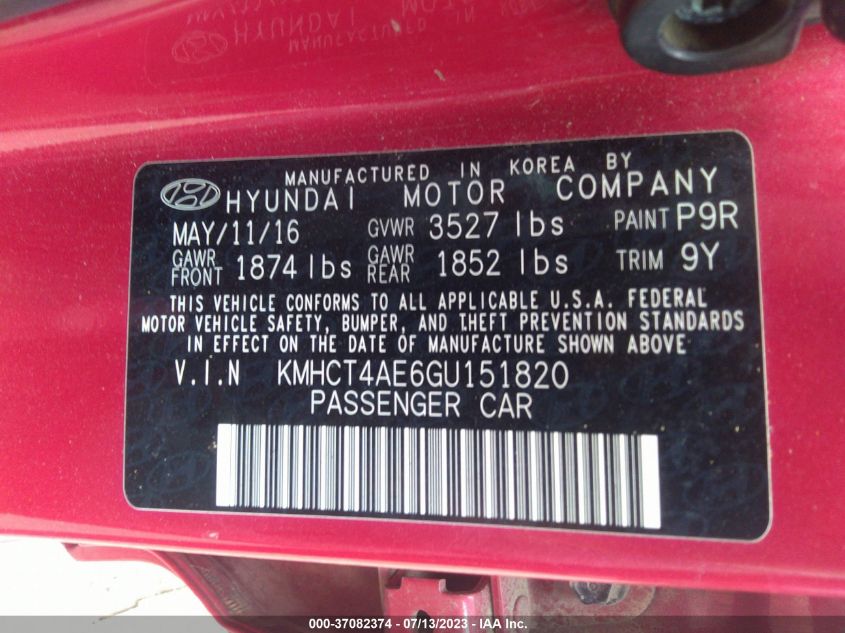 MANUFACTURED IN KOREA BY
HYUNDAI MOTOR COMPANY
MAY/11/16 GVWR 3527 lbs PAINT P9R
GAWR FRONT 1874 lbs GAWR REAR 1852 lbs TRIM 9Y
THIS VEHICLE CONFORMS TO ALL APPLICABLE U.S.A. FEDERAL
MOTOR VEHICLE SAFETY, BUMPER, AND THEFT PREVENTION STANDARDS
IN EFFECT ON THE DATE OF MANUFACTURE SHOWN ABOVE.
V.I.N KMHCT4AE6GU151820
PASSENGER CAR
000-37082374 - 07/13/2023 - IAA Inc.